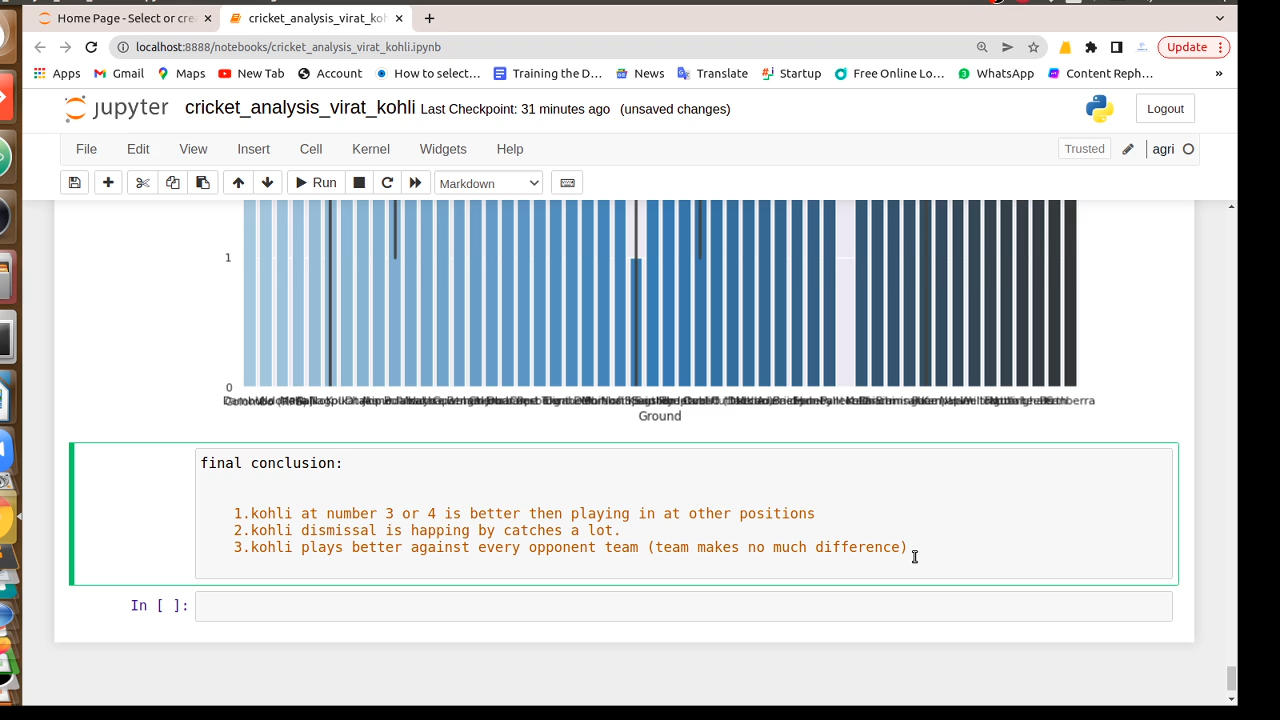 Home Page - Select or cre
cricket_analysis_virat_koh
localhost:8888/notebooks/cricket_analysis_virat_kohli.ipynb
Update
Apps Gmail Maps New Tab Account How to select... Training the D... News Translate Startup Free Online Lo... WhatsApp Content Reph... »
jupyter cricket_analysis_virat_kohli Last Checkpoint: 31 minutes ago (unsaved changes) Logout
File Edit View Insert Cell Kernel Widgets Help Trusted agri
Run Markdown
1
0
Ground
final conclusion:
1.kohli at number 3 or 4 is better then playing in at other positions
2.kohli dismissal is happing by catches a lot.
3.kohli plays better against every opponent team (team makes no much difference)
In [ ]: